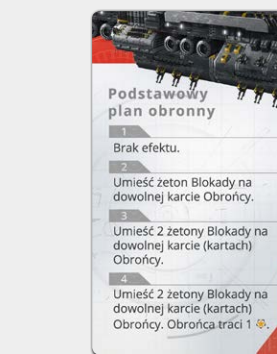 Podstawowy
plan obronny
1
Brak efektu.
2
Umieść żeton Blokady na
dowolnej karcie Obrońcy.
3
Umieść 2 żetony Blokady na
dowolnej karcie (kartach)
Obrońcy.
4
Umieść 2 żetony Blokady na
dowolnej karcie (kartach)
Obrońcy. Obrońca traci 1 .